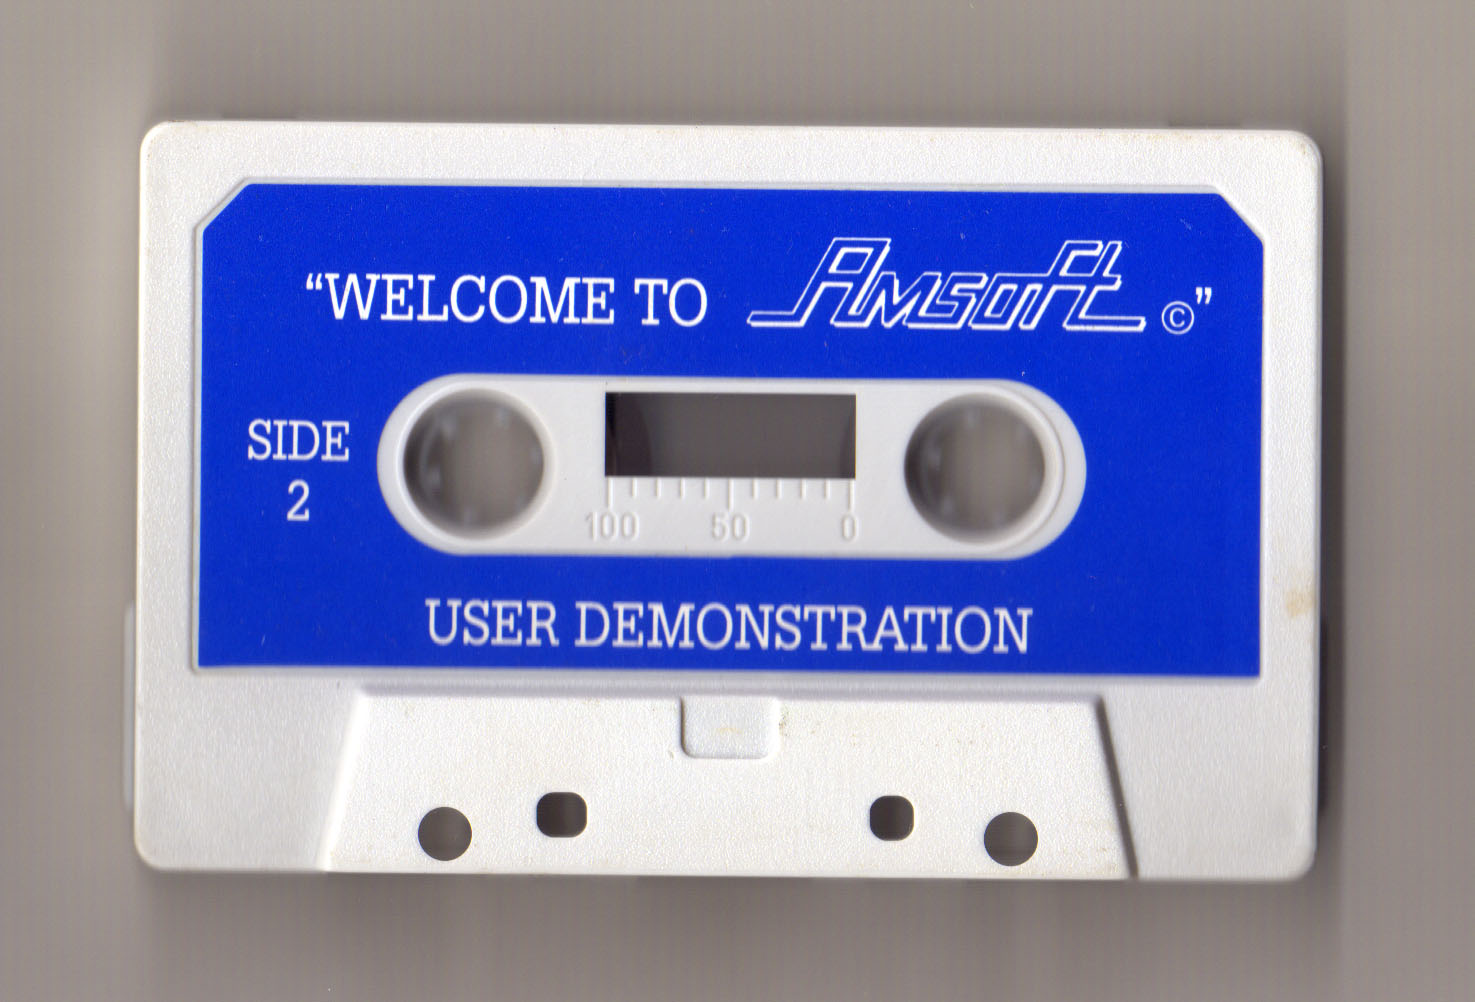 “WELCOME TO Amsoft ©”
SIDE
2
100 50 0
USER DEMONSTRATION